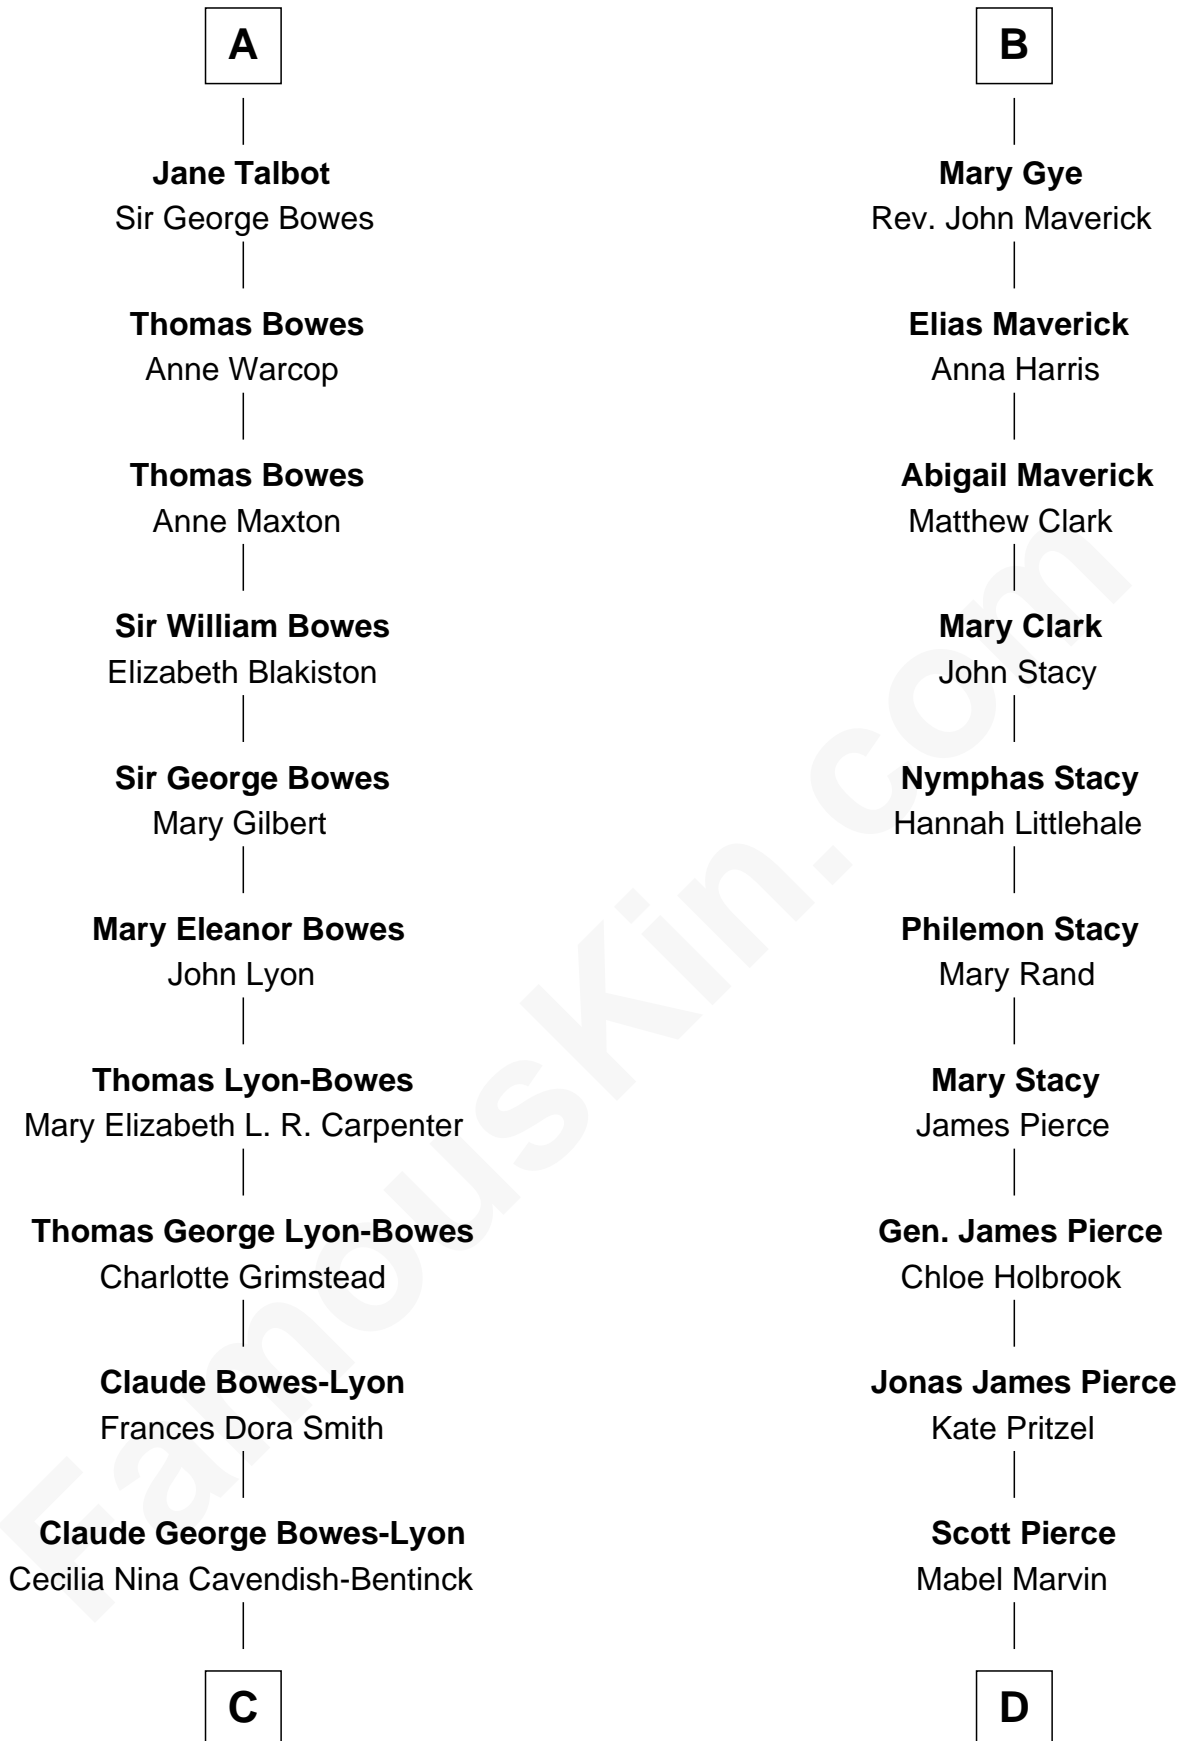 A
Jane Talbot
Sir George Bowes
Thomas Bowes
Anne Warcop
Thomas Bowes
Anne Maxton
Sir William Bowes
Elizabeth Blakiston
Sir George Bowes
Mary Gilbert
Mary Eleanor Bowes
John Lyon
Thomas Lyon-Bowes
Mary Elizabeth L. R. Carpenter
Thomas George Lyon-Bowes
Charlotte Grimstead
Claude Bowes-Lyon
Frances Dora Smith
Claude George Bowes-Lyon
Cecilia Nina Cavendish-Bentinck
C
B
Mary Gye
Rev. John Maverick
Elias Maverick
Anna Harris
Abigail Maverick
Matthew Clark
Mary Clark
John Stacy
Nymphas Stacy
Hannah Littlehale
Philemon Stacy
Mary Rand
Mary Stacy
James Pierce
Gen. James Pierce
Chloe Holbrook
Jonas James Pierce
Kate Pritzel
Scott Pierce
Mabel Marvin
D
FamousKin.com